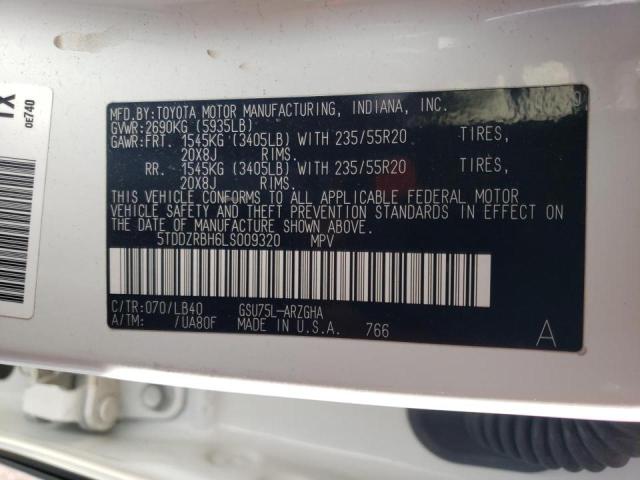 TX
0E740
MFD.BY:TOYOTA MOTOR MANUFACTURING, INDIANA, INC.
GVWR:2690KG (5935LB)
GAWR:FRT. 1545KG (3405LB) WITH 235/55R20 TIRES,
20X8J RIMS.
RR. 1545KG (3405LB) WITH 235/55R20 TIRES,
20X8J RIMS.
THIS VEHICLE CONFORMS TO ALL APPLICABLE FEDERAL MOTOR
VEHICLE SAFETY AND THEFT PREVENTION STANDARDS IN EFFECT ON
THE DATE OF MANUFACTURE SHOWN ABOVE.
5TDDZRBH6LS009320 MPV
C/TR:070/LB40 GSU75L-ARZGHA
A/TM: /UA80F MADE IN U.S.A. 766
A